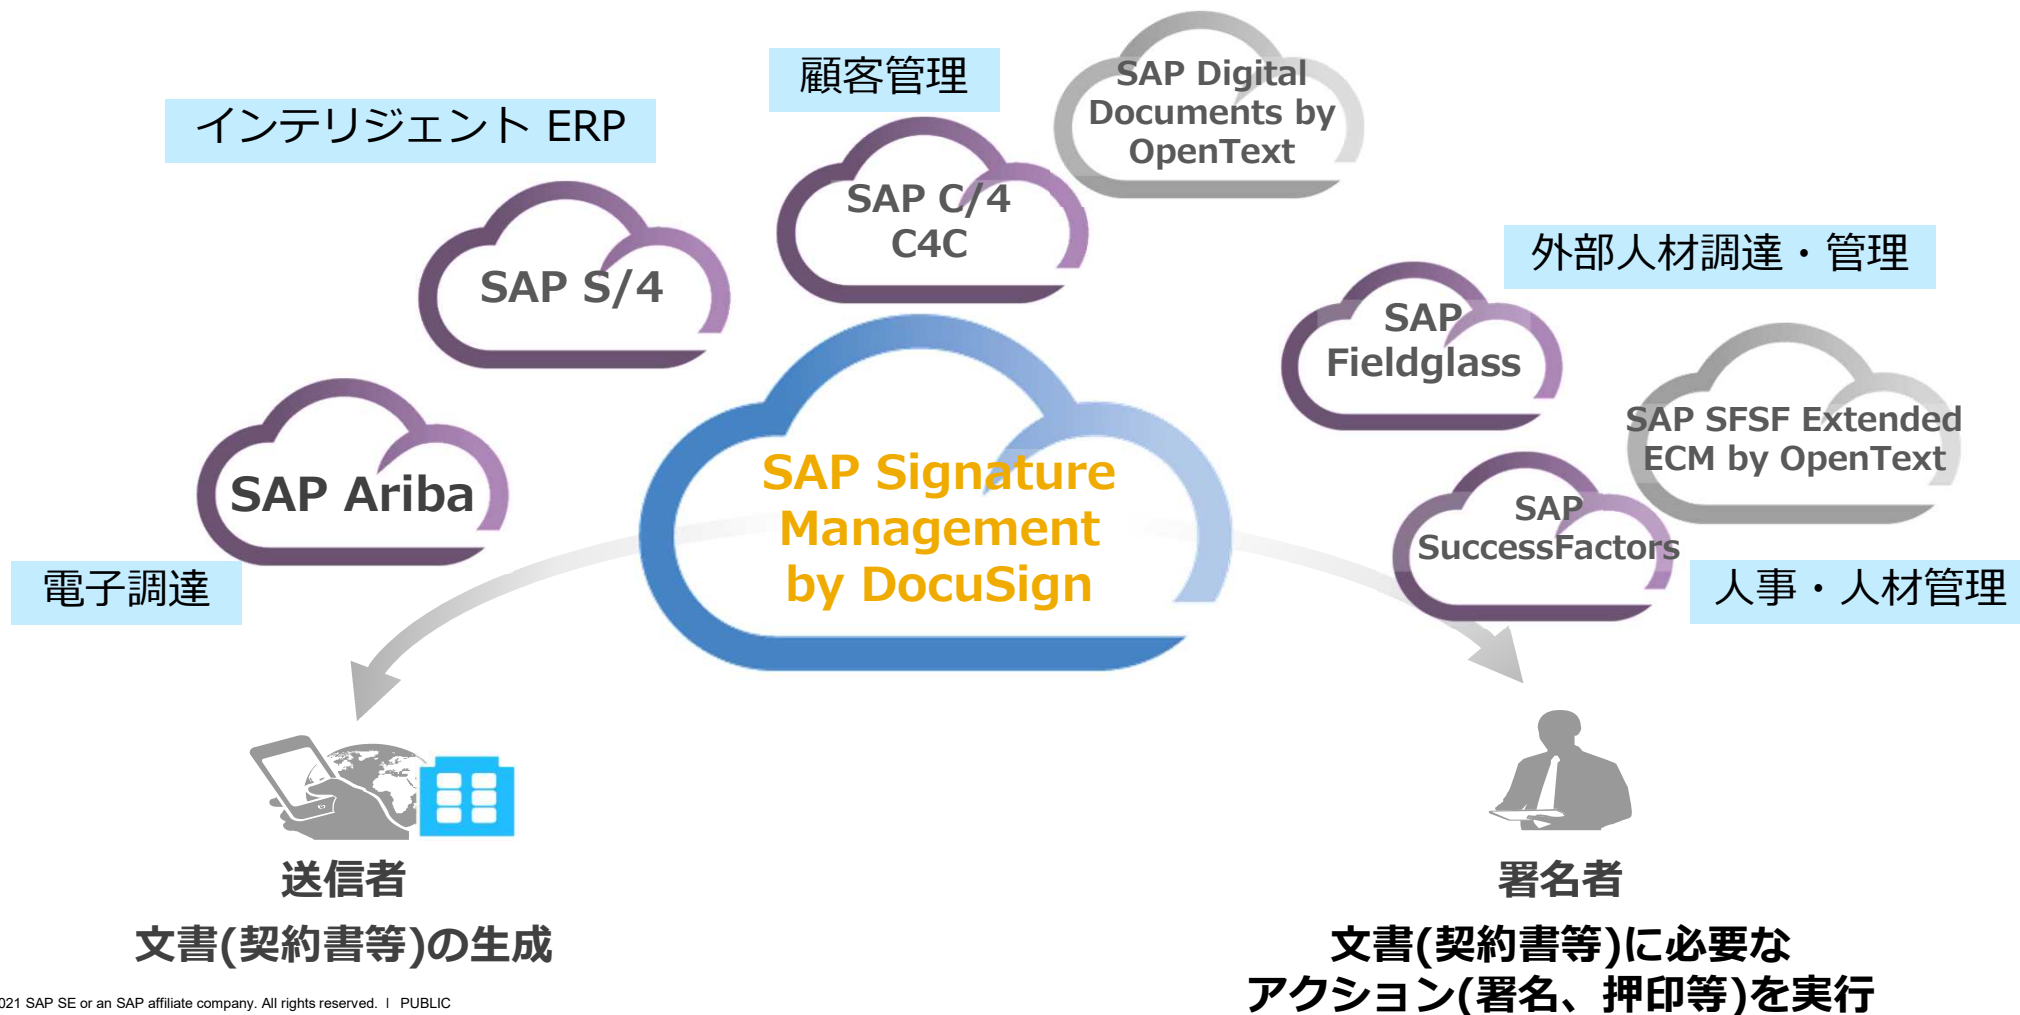 顧客管理
SAP Digital
Documents by
OpenText
インテリジェント ERP
SAP C/4
C4C
SAP S/4
外部人材調達・管理
SAP
Fieldglass
SAP SFSF Extended
ECM by OpenText
SAP Ariba
SAP Signature
Management
by DocuSign
SAP
SuccessFactors
電子調達
人事・人材管理
送信者
文書(契約書等)の生成
署名者
文書(契約書等)に必要な
アクション(署名、押印等)を実行
021 SAP SE or an SAP affiliate company. All rights reserved. ǀ PUBLIC